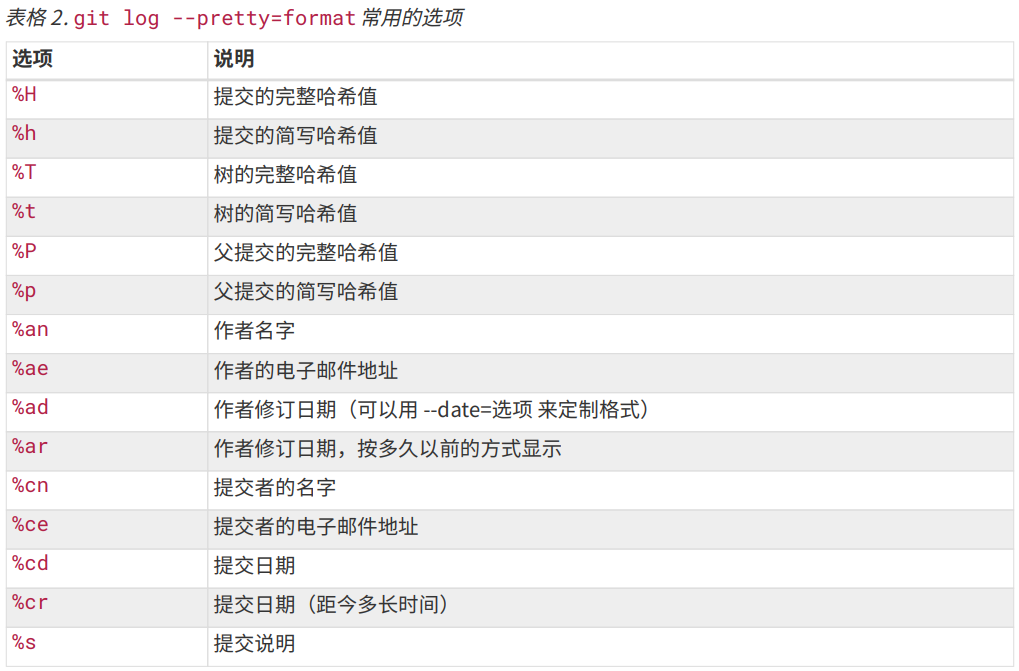 表格 2. git log --pretty=format 常用的选项
选项 说明
%H 提交的完整哈希值
%h 提交的简写哈希值
%T 树的完整哈希值
%t 树的简写哈希值
%P 父提交的完整哈希值
%p 父提交的简写哈希值
%an 作者名字
%ae 作者的电子邮件地址
%ad 作者修订日期（可以用 --date=选项 来定制格式）
%ar 作者修订日期，按多久以前的方式显示
%cn 提交者的名字
%ce 提交者的电子邮件地址
%cd 提交日期
%cr 提交日期（距今多长时间）
%s 提交说明